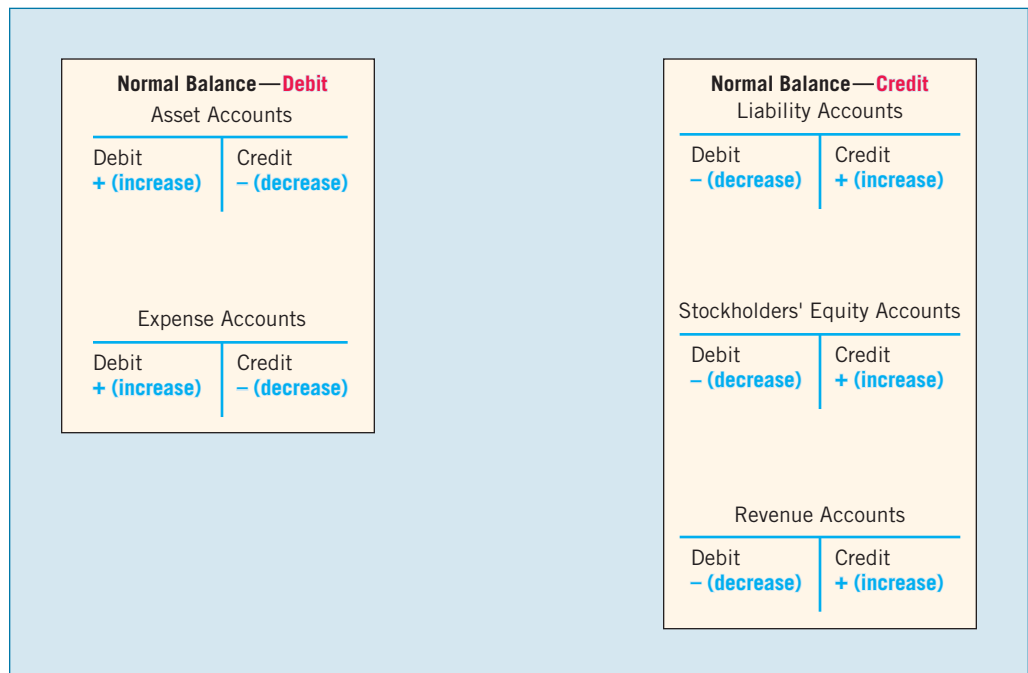 Normal Balance—Debit
Asset Accounts
Debit
+ (increase)
Credit
– (decrease)
Expense Accounts
Debit
+ (increase)
Credit
– (decrease)
Normal Balance—Credit
Liability Accounts
Debit
– (decrease)
Credit
+ (increase)
Stockholders' Equity Accounts
Debit
– (decrease)
Credit
+ (increase)
Revenue Accounts
Debit
– (decrease)
Credit
+ (increase)